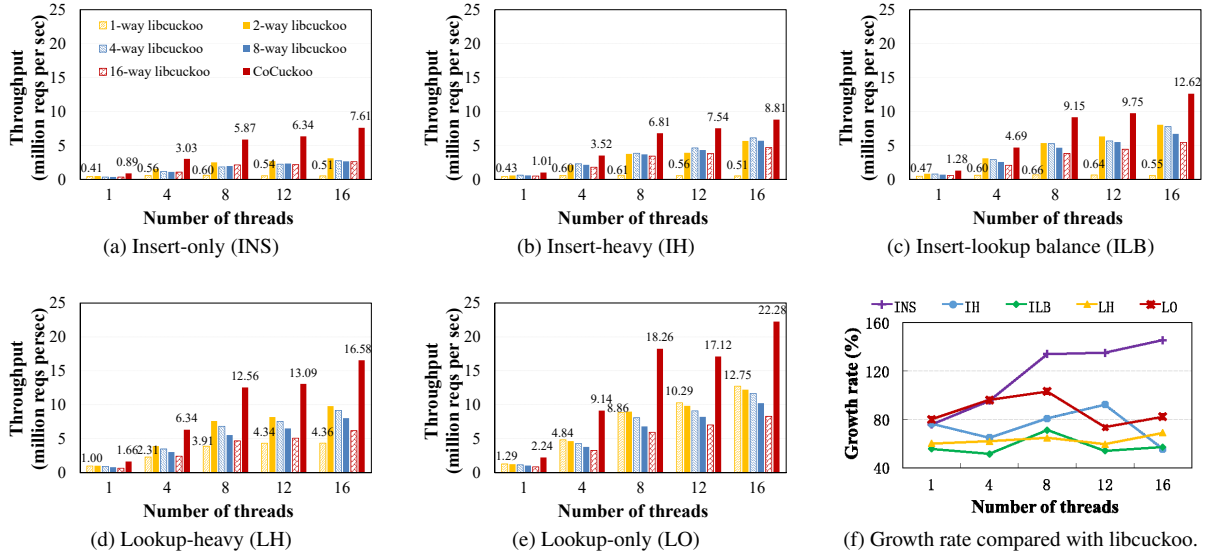 25
20
15
10
5
0
Throughput
(million reqs per sec)
1-way libcuckoo
2-way libcuckoo
4-way libcuckoo
8-way libcuckoo
16-way libcuckoo
CoCuckoo
0.41
0.89
0.56
3.03
0.60
5.87
0.54
6.34
0.51
7.61
1 4 8 12 16
Number of threads
(a) Insert-only (INS)
25
20
15
10
5
0
Throughput
(million reqs per sec)
0.43
1.01
0.60
3.52
0.61
6.81
0.56
7.54
0.51
8.81
1 4 8 12 16
Number of threads
(b) Insert-heavy (IH)
25
20
15
10
5
0
Throughput
(million reqs per sec)
0.47
1.28
0.60
4.69
0.66
9.15
0.64
9.75
0.55
12.62
1 4 8 12 16
Number of threads
(c) Insert-lookup balance (ILB)
25
20
15
10
5
0
Throughput
(million reqs persec)
1.00
1.66
2.31
6.34
3.91
12.56
4.34
13.09
4.36
16.58
1 4 8 12 16
Number of threads
(d) Lookup-heavy (LH)
25
20
15
10
5
0
Throughput
(million reqs per sec)
1.29
2.24
4.84
9.14
8.86
18.26
10.29
17.12
12.75
22.28
1 4 8 12 16
Number of threads
(e) Lookup-only (LO)
INS IH ILB LH LO
160
120
80
40
Growth rate (%)
1 4 8 12 16
Number of threads
(f) Growth rate compared with libcuckoo.